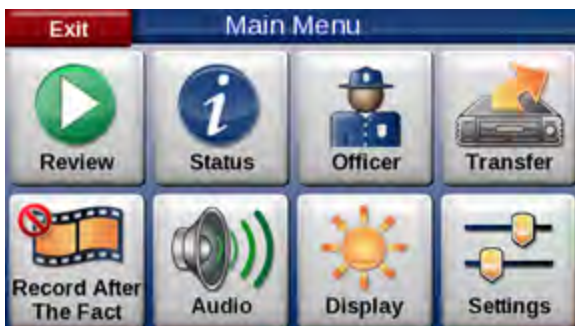 Exit
Main Menu
Review
Status
Officer
Transfer
Record After
The Fact
Audio
Display
Settings